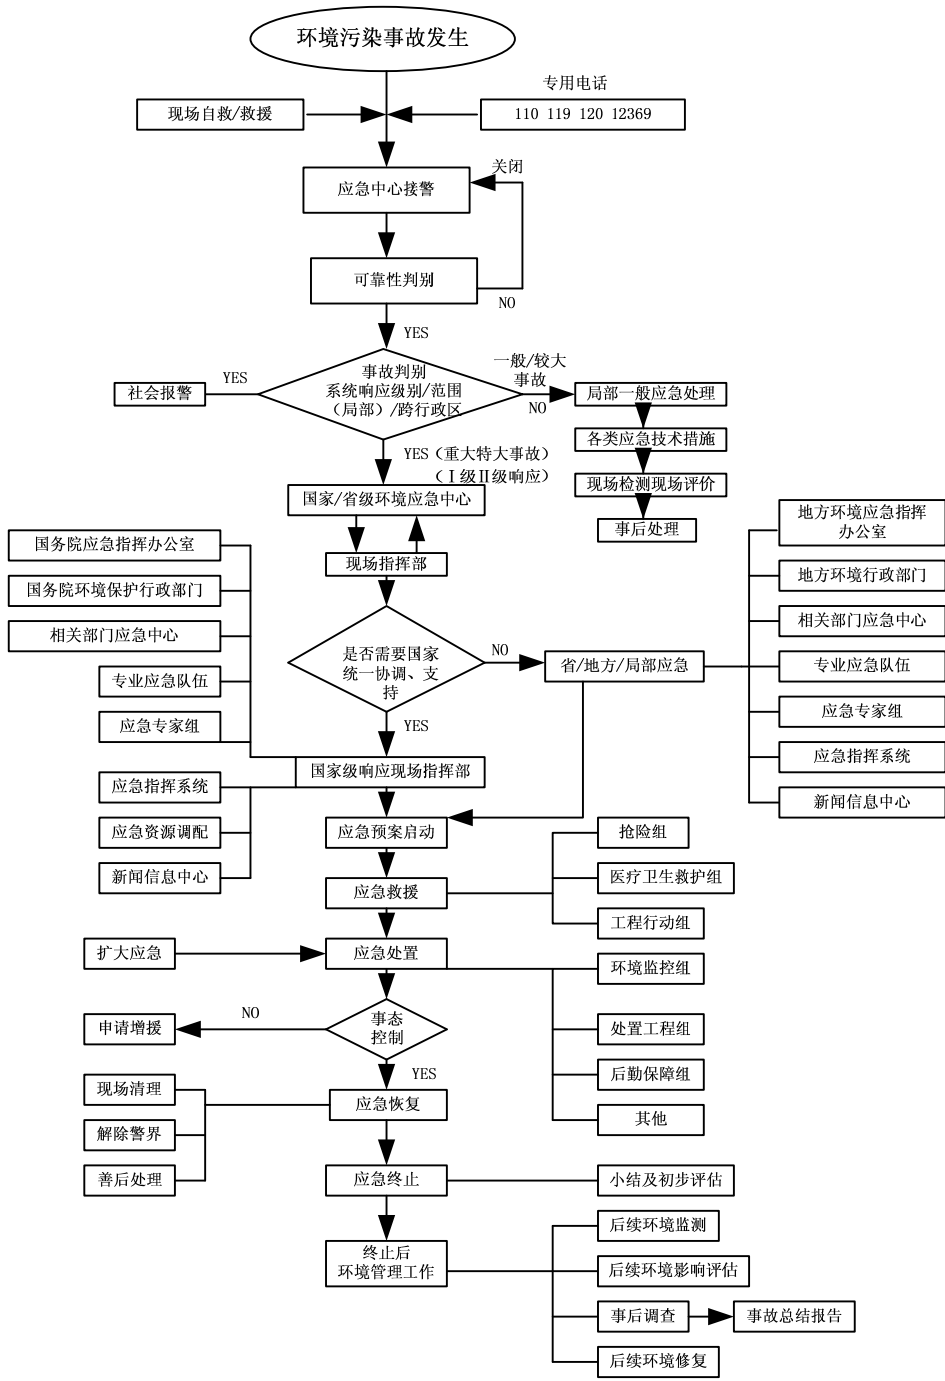 环境污染事故发生
专用电话
现场自救/救援
110 119 120 12369
关闭
应急中心接警
可靠性判别
NO
YES
事故判别
系统响应级别/范围
（局部）/跨行政区
YES
社会报警
一般/较大
事故
NO
局部一般应急处理
各类应急技术措施
现场检测现场评价
事后处理
YES（重大特大事故）
（Ⅰ级Ⅱ级响应）
国家/省级环境应急中心
现场指挥部
国务院应急指挥办公室
国务院环境保护行政部门
相关部门应急中心
专业应急队伍
应急专家组
是否需要国家
统一协调、支
持
NO
省/地方/局部应急
地方环境应急指挥
办公室
地方环境行政部门
相关部门应急中心
专业应急队伍
应急专家组
应急指挥系统
新闻信息中心
YES
国家级响应现场指挥部
应急指挥系统
应急资源调配
新闻信息中心
应急预案启动
应急救援
抢险组
医疗卫生救护组
工程行动组
扩大应急
应急处置
环境监控组
处置工程组
后勤保障组
其他
事态
控制
NO
申请增援
YES
应急恢复
现场清理
解除警界
善后处理
应急终止
小结及初步评估
终止后
环境管理工作
后续环境监测
后续环境影响评估
事后调查
事故总结报告
后续环境修复